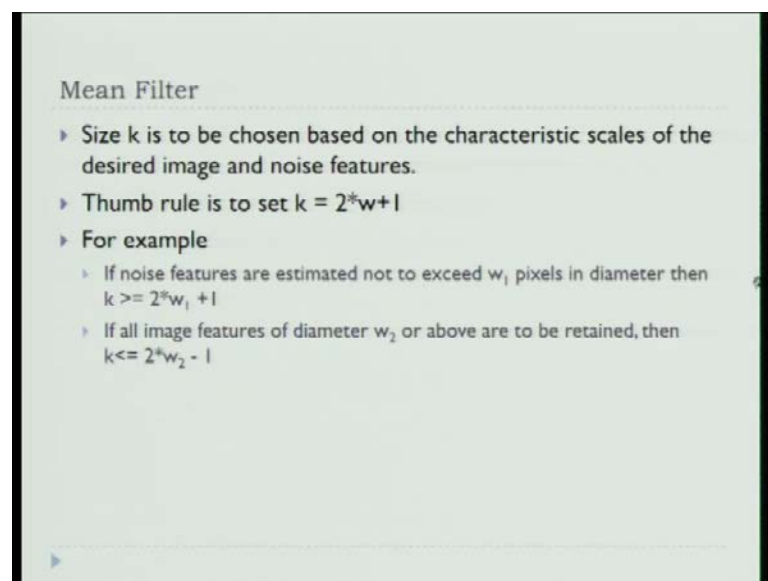 Mean Filter
Size k is to be chosen based on the characteristic scales of the
desired image and noise features.
Thumb rule is to set k = 2*w+1
For example
If noise features are estimated not to exceed w₁ pixels in diameter then
k >= 2*w₁ +1
If all image features of diameter w₂ or above are to be retained, then
k<= 2*w₂ - 1